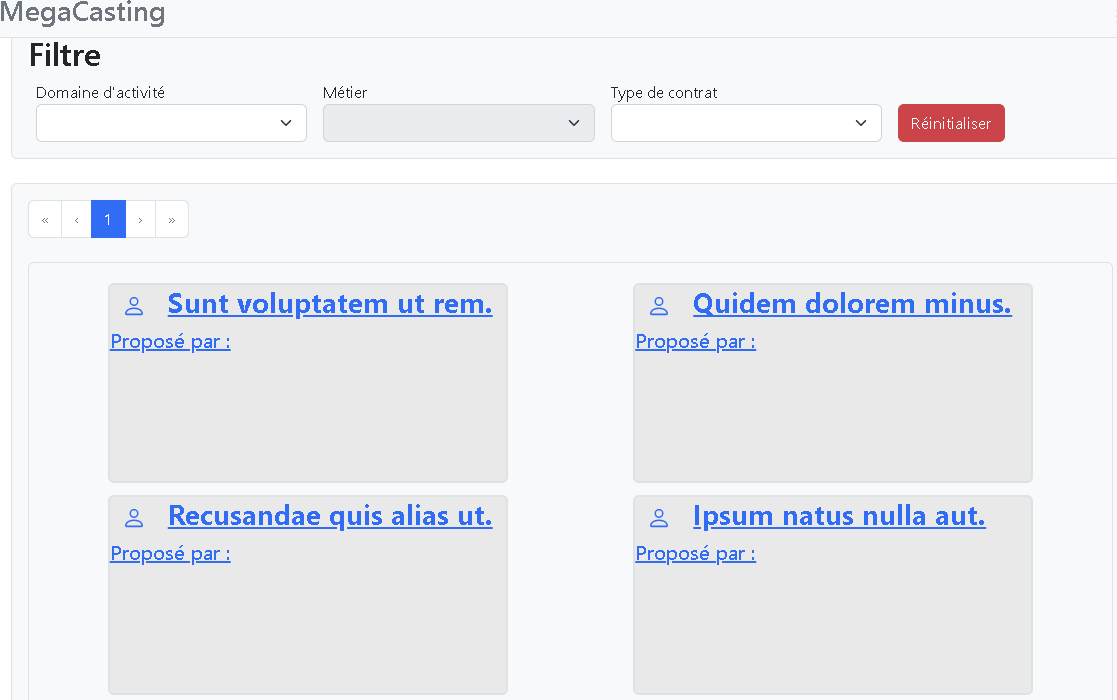 MegaCasting
Filtre
Domaine d'activité Métier Type de contrat
Réinitialiser
« ‹ 1 › »
Sunt voluptatem ut rem.
Proposé par :
Quidem dolorem minus.
Proposé par :
Recusandae quis alias ut.
Proposé par :
Ipsum natus nulla aut.
Proposé par :